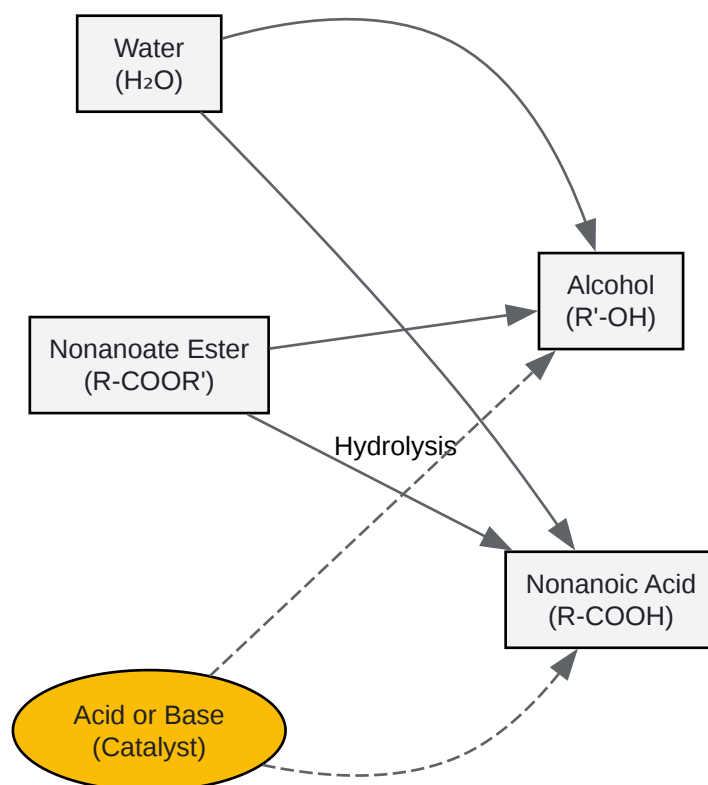 Water
(H₂O)
Alcohol
(R'-OH)
Nonanoate Ester
(R-COOR')
Hydrolysis
Nonanoic Acid
(R-COOH)
Acid or Base
(Catalyst)